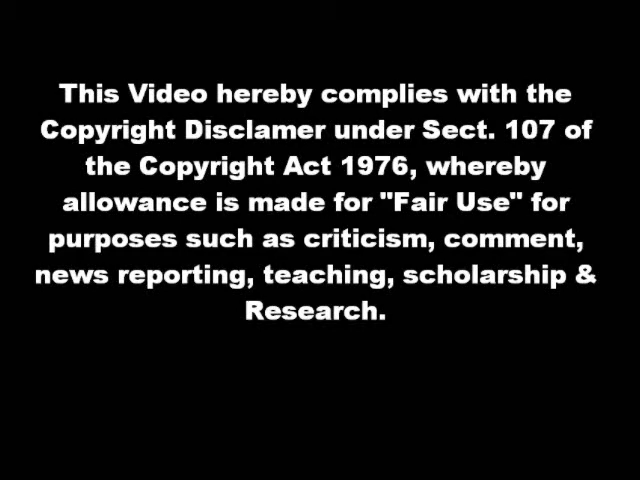 This Video hereby complies with the
Copyright Disclamer under Sect. 107 of
the Copyright Act 1976, whereby
allowance is made for "Fair Use" for
purposes such as criticism, comment,
news reporting, teaching, scholarship &
Research.